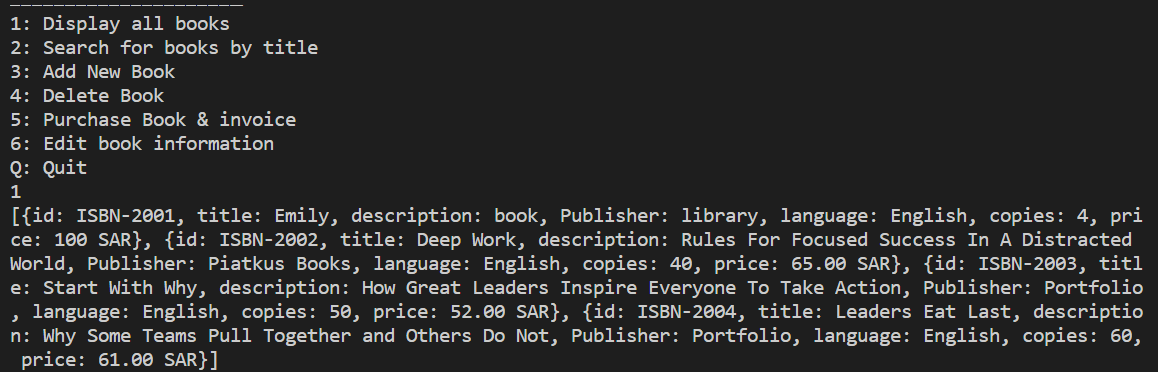 1: Display all books
2: Search for books by title
3: Add New Book
4: Delete Book
5: Purchase Book & invoice
6: Edit book information
Q: Quit
1
[{id: ISBN-2001, title: Emily, description: book, Publisher: library, language: English, copies: 4, pri
ce: 100 SAR}, {id: ISBN-2002, title: Deep Work, description: Rules For Focused Success In A Distracted
World, Publisher: Piatkus Books, language: English, copies: 40, price: 65.00 SAR}, {id: ISBN-2003, titl
e: Start With Why, description: How Great Leaders Inspire Everyone To Take Action, Publisher: Portfolio
, language: English, copies: 50, price: 52.00 SAR}, {id: ISBN-2004, title: Leaders Eat Last, descriptio
n: Why Some Teams Pull Together and Others Do Not, Publisher: Portfolio, language: English, copies: 60,
 price: 61.00 SAR}]